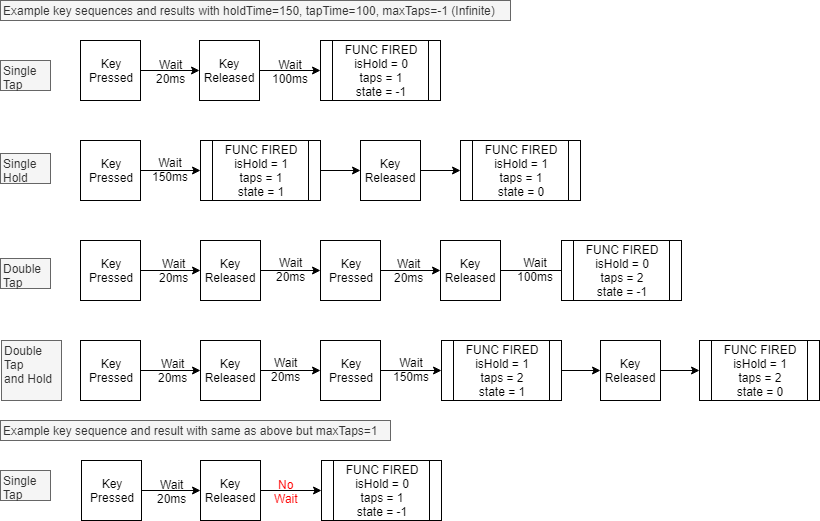 Example key sequences and results with holdTime=150, tapTime=100, maxTaps=-1 (Infinite)
Single
Tap
Key
Pressed
Wait
20ms
Key
Released
Wait
100ms
FUNC FIRED
isHold = 0
taps = 1
state = -1
Single
Hold
Key
Pressed
Wait
150ms
FUNC FIRED
isHold = 1
taps = 1
state = 1
Key
Released
FUNC FIRED
isHold = 1
taps = 1
state = 0
Double
Tap
Key
Pressed
Wait
20ms
Key
Released
Wait
20ms
Key
Pressed
Wait
20ms
Key
Released
Wait
100ms
FUNC FIRED
isHold = 0
taps = 2
state = -1
Double
Tap
and Hold
Key
Pressed
Wait
20ms
Key
Released
Wait
20ms
Key
Pressed
Wait
150ms
FUNC FIRED
isHold = 1
taps = 2
state = 1
Key
Released
FUNC FIRED
isHold = 1
taps = 2
state = 0
Example key sequence and result with same as above but maxTaps=1
Single
Tap
Key
Pressed
Wait
20ms
Key
Released
No
Wait
FUNC FIRED
isHold = 0
taps = 1
state = -1